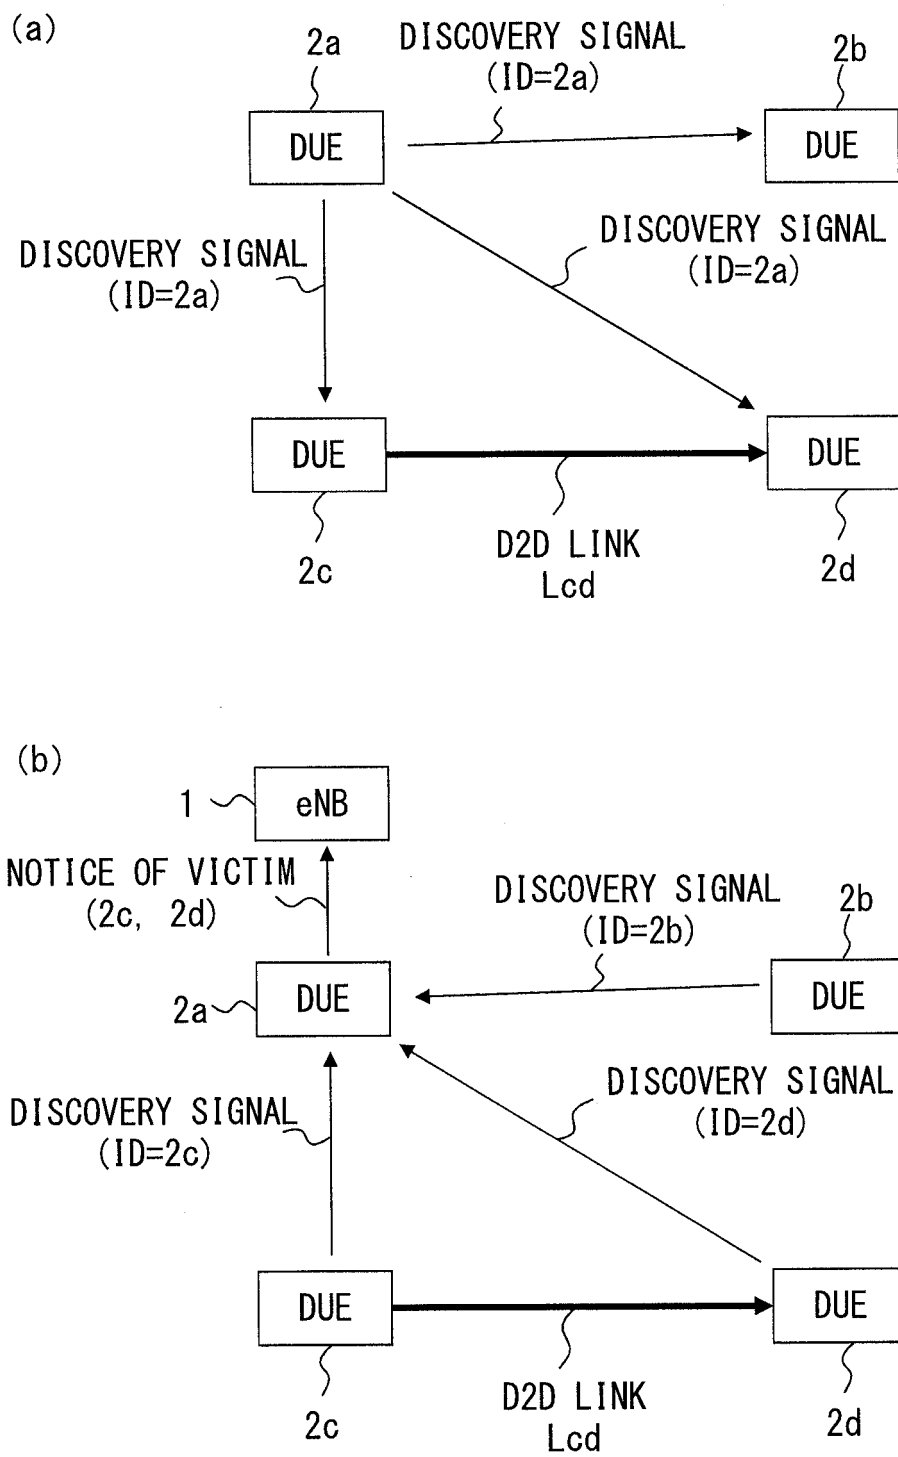 (a)
2a
DISCOVERY SIGNAL
(ID=2a)
2b
DUE
DUE
DISCOVERY SIGNAL
(ID=2a)
DISCOVERY SIGNAL
(ID=2a)
DUE
DUE
2c
D2D LINK
Lcd
2d
(b)
1
eNB
NOTICE OF VICTIM
(2c, 2d)
DISCOVERY SIGNAL
(ID=2b)
2b
2a
DUE
DUE
DISCOVERY SIGNAL
(ID=2c)
DISCOVERY SIGNAL
(ID=2d)
DUE
DUE
2c
D2D LINK
Lcd
2d